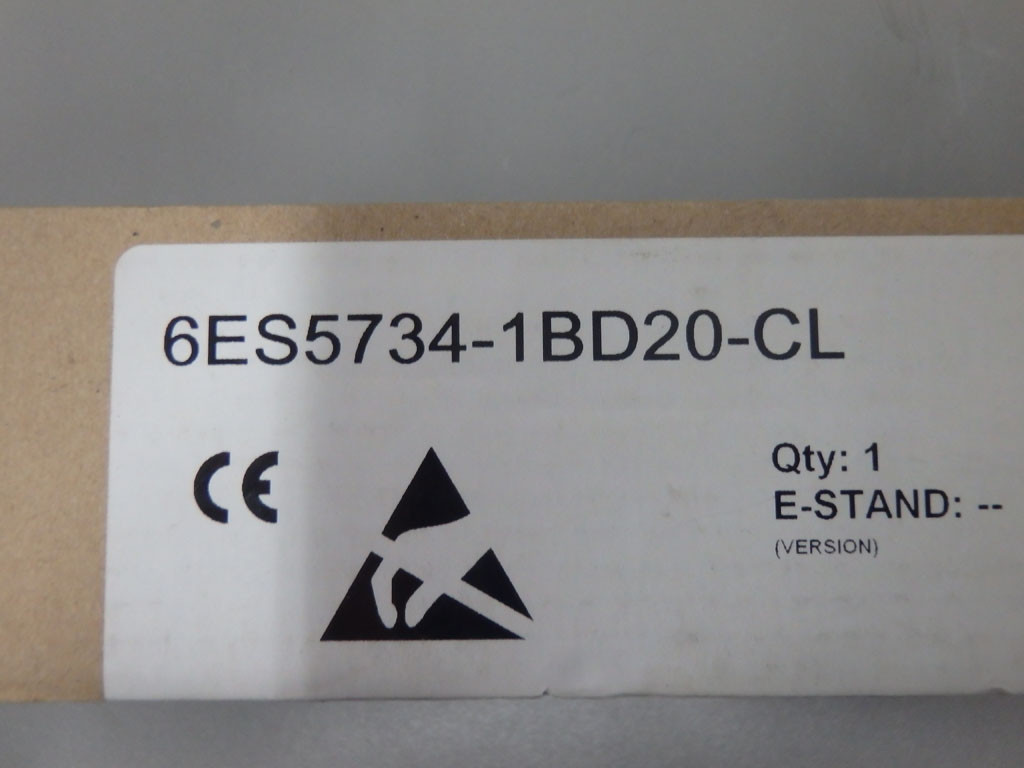 6ES5734-1BD20-CL
CE
Qty: 1
E-STAND: --
(VERSION)